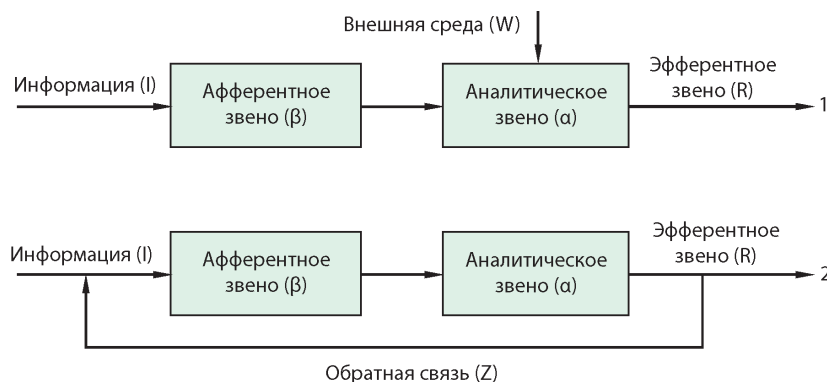 Внешняя среда (W)
Информация (I)
Афферентное
звено (β)
Аналитическое
звено (α)
Эфферентное
звено (R)
1
Информация (I)
Афферентное
звено (β)
Аналитическое
звено (α)
Эфферентное
звено (R)
2
Обратная связь (Z)